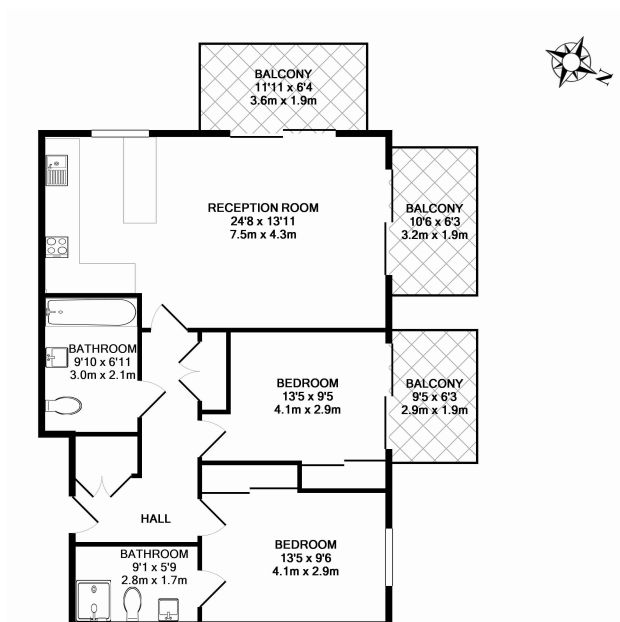 BALCONY
11'11 x 6'4
3.6m x 1.9m
N
RECEPTION ROOM
24'8 x 13'11
7.5m x 4.3m
BALCONY
10'6 x 6'3
3.2m x 1.9m
BATHROOM
9'10 x 6'11
3.0m x 2.1m
BEDROOM
13'5 x 9'5
4.1m x 2.9m
BALCONY
9'5 x 6'3
2.9m x 1.9m
HALL
BATHROOM
9'1 x 5'9
2.8m x 1.7m
BEDROOM
13'5 x 9'6
4.1m x 2.9m